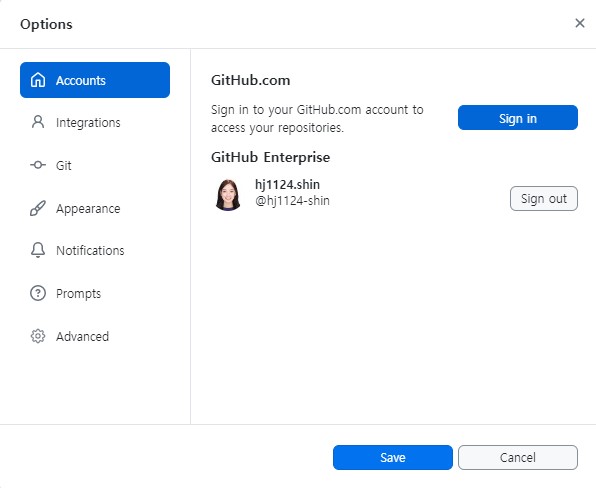 Options
Accounts
Integrations
Git
Appearance
Notifications
Prompts
Advanced
GitHub.com
Sign in to your GitHub.com account to
access your repositories.
Sign in
GitHub Enterprise
hj1124.shin
@hj1124-shin
Sign out
Save
Cancel